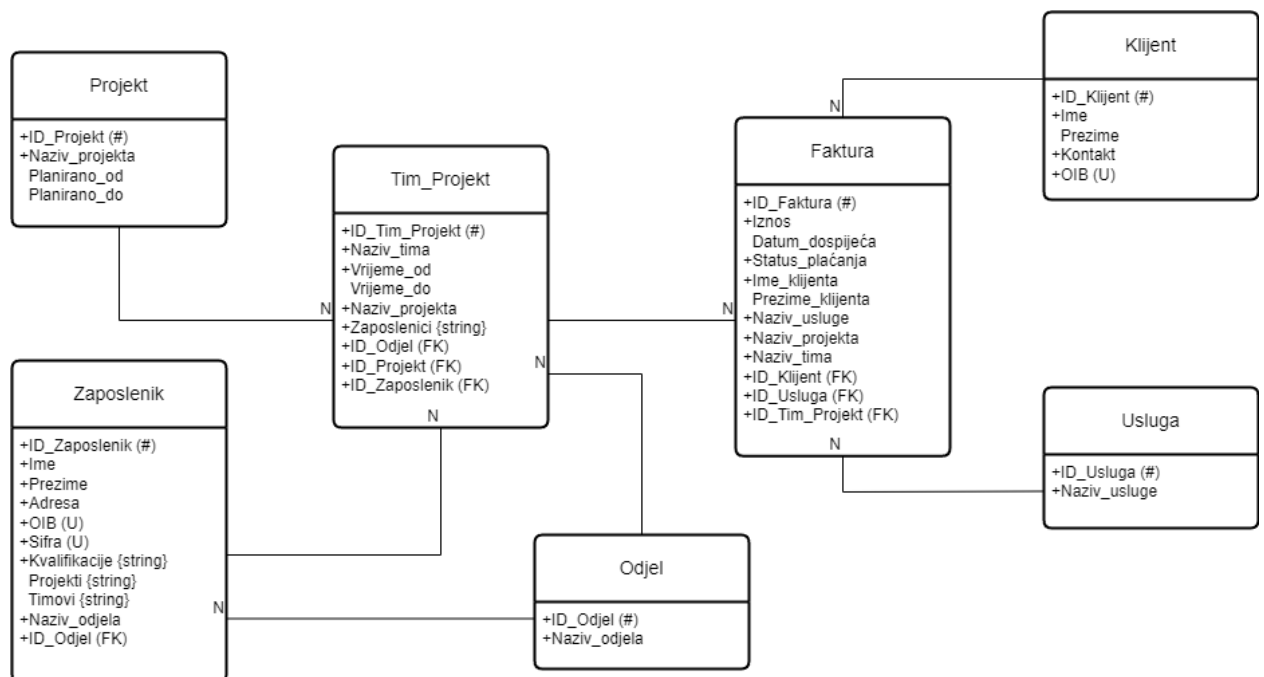 Projekt
+ID_Projekt (#)
+Naziv_projekta
Planirano_od
Planirano_do
Tim_Projekt
+ID_Tim_Projekt (#)
+Naziv_tima
+Vrijeme_od
Vrijeme_do
+Naziv_projekta
+Zaposlenici {string}
+ID_Odjel (FK)
+ID_Projekt (FK)
+ID_Zaposlenik (FK)
N
N
N
Faktura
+ID_Faktura (#)
+Iznos
Datum_dospijeća
+Status_plaćanja
+Ime_klijenta
Prezime_klijenta
+Naziv_usluge
+Naziv_projekta
+Naziv_tima
+ID_Klijent (FK)
+ID_Usluga (FK)
+ID_Tim_Projekt (FK)
N
N
N
Klijent
+ID_Klijent (#)
+Ime
Prezime
+Kontakt
+OIB (U)
Zaposlenik
+ID_Zaposlenik (#)
+Ime
+Prezime
+Adresa
+OIB (U)
+Sifra (U)
+Kvalifikacije {string}
Projekti {string}
Timovi {string}
+Naziv_odjela
+ID_Odjel (FK)
N
Odjel
+ID_Odjel (#)
+Naziv_odjela
Usluga
+ID_Usluga (#)
+Naziv_usluge